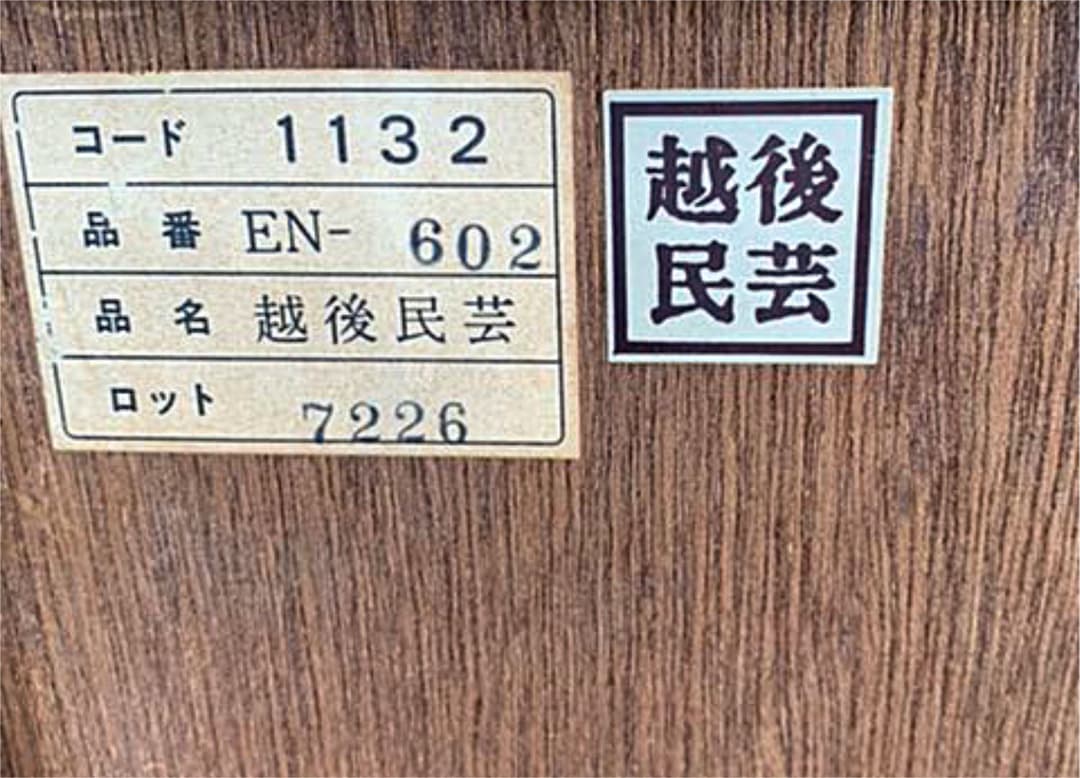 コード 1132
品番 EN-602
品名 越後民芸
ロット 7226
越後
民芸